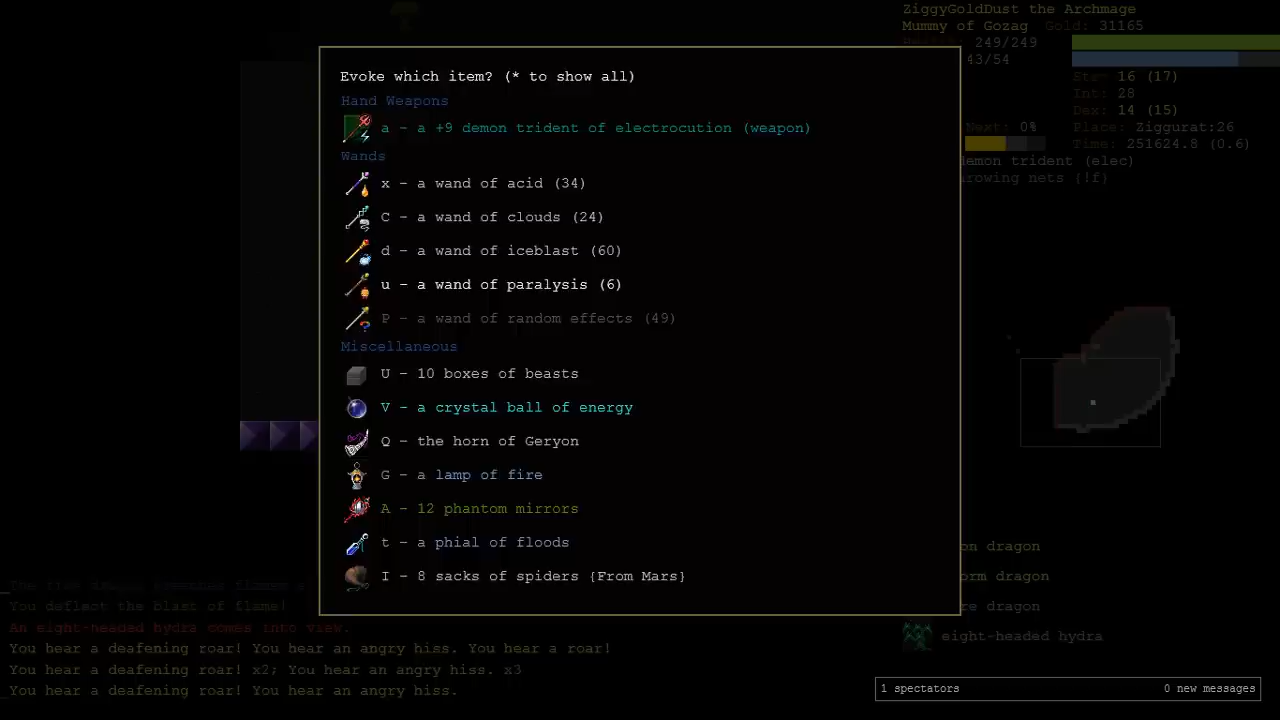 ZiggyGoldDust the Archmage
Mummy of Gozag Gold: 31165
249/249
43/54
Str: 16 (17)
Int: 28
Dex: 14 (15)
Next: 0% Place: Ziggurat:26
Time: 251624.8 (0.6)
demon trident (elec)
rowing nets (!f)
Evoke which item? (* to show all)
Hand Weapons
a - a +9 demon trident of electrocution (weapon)
Wands
x - a wand of acid (34)
C - a wand of clouds (24)
d - a wand of iceblast (60)
u - a wand of paralysis (6)
P - a wand of random effects (49)
Miscellaneous
U - 10 boxes of beasts
V - a crystal ball of energy
Q - the horn of Geryon
G - a lamp of fire
A - 12 phantom mirrors
t - a phial of floods
I - 8 sacks of spiders {From Mars}
on dragon
orm dragon
re dragon
eight-headed hydra
You deflect the blast of flame!
An eight-headed hydra comes into view.
You hear a deafening roar! You hear an angry hiss. You hear a roar!
You hear a deafening roar! x2; You hear an angry hiss. x3
You hear a deafening roar! You hear an angry hiss.
1 spectators 0 new messages